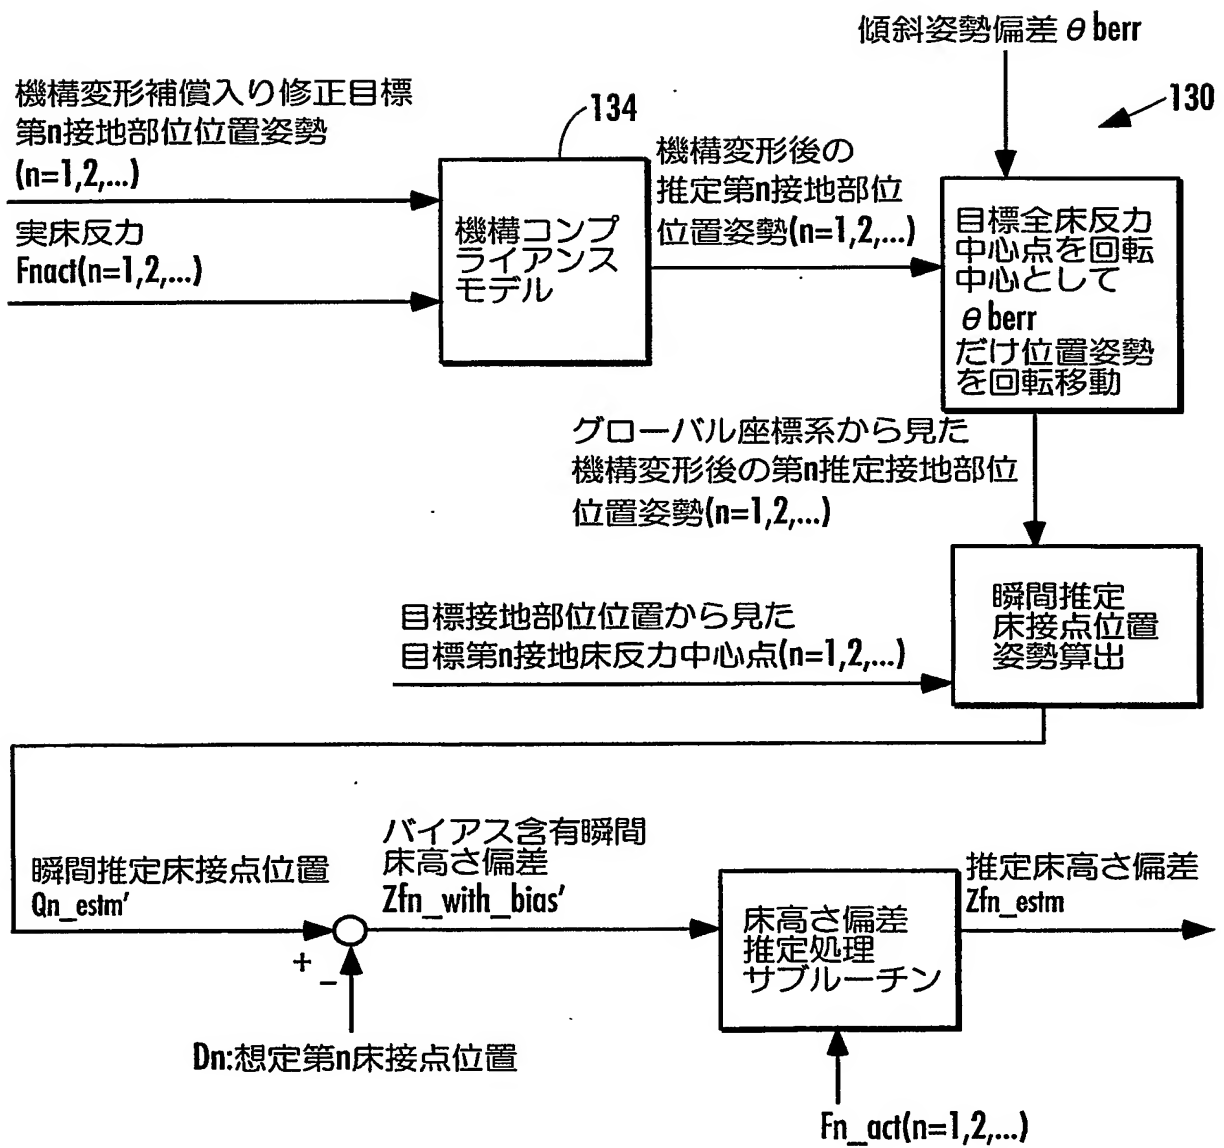 傾斜姿勢偏差θberr
130
機構変形補償入り修正目標
第n接地部位位置姿勢
(n=1,2,...)
実床反力
Fnact(n=1,2,...)
134
機構コンプ
ライアンス
モデル
機構変形後の
推定第n接地部位
位置姿勢(n=1,2,...)
目標全床反力
中心点を回転
中心として
θberr
だけ位置姿勢
を回転移動
グローバル座標系から見た
機構変形後の第n推定接地部位
位置姿勢(n=1,2,...)
目標接地部位位置から見た
目標第n接地床反力中心点(n=1,2,...)
瞬間推定
床接点位置
姿勢算出
瞬間推定床接点位置
Qn_estm'
+
−
Dn:想定第n床接点位置
バイアス含有瞬間
床高さ偏差
Zfn_with_bias'
床高さ偏差
推定処理
サブルーチン
Fn_act(n=1,2,...)
推定床高さ偏差
Zfn_estm